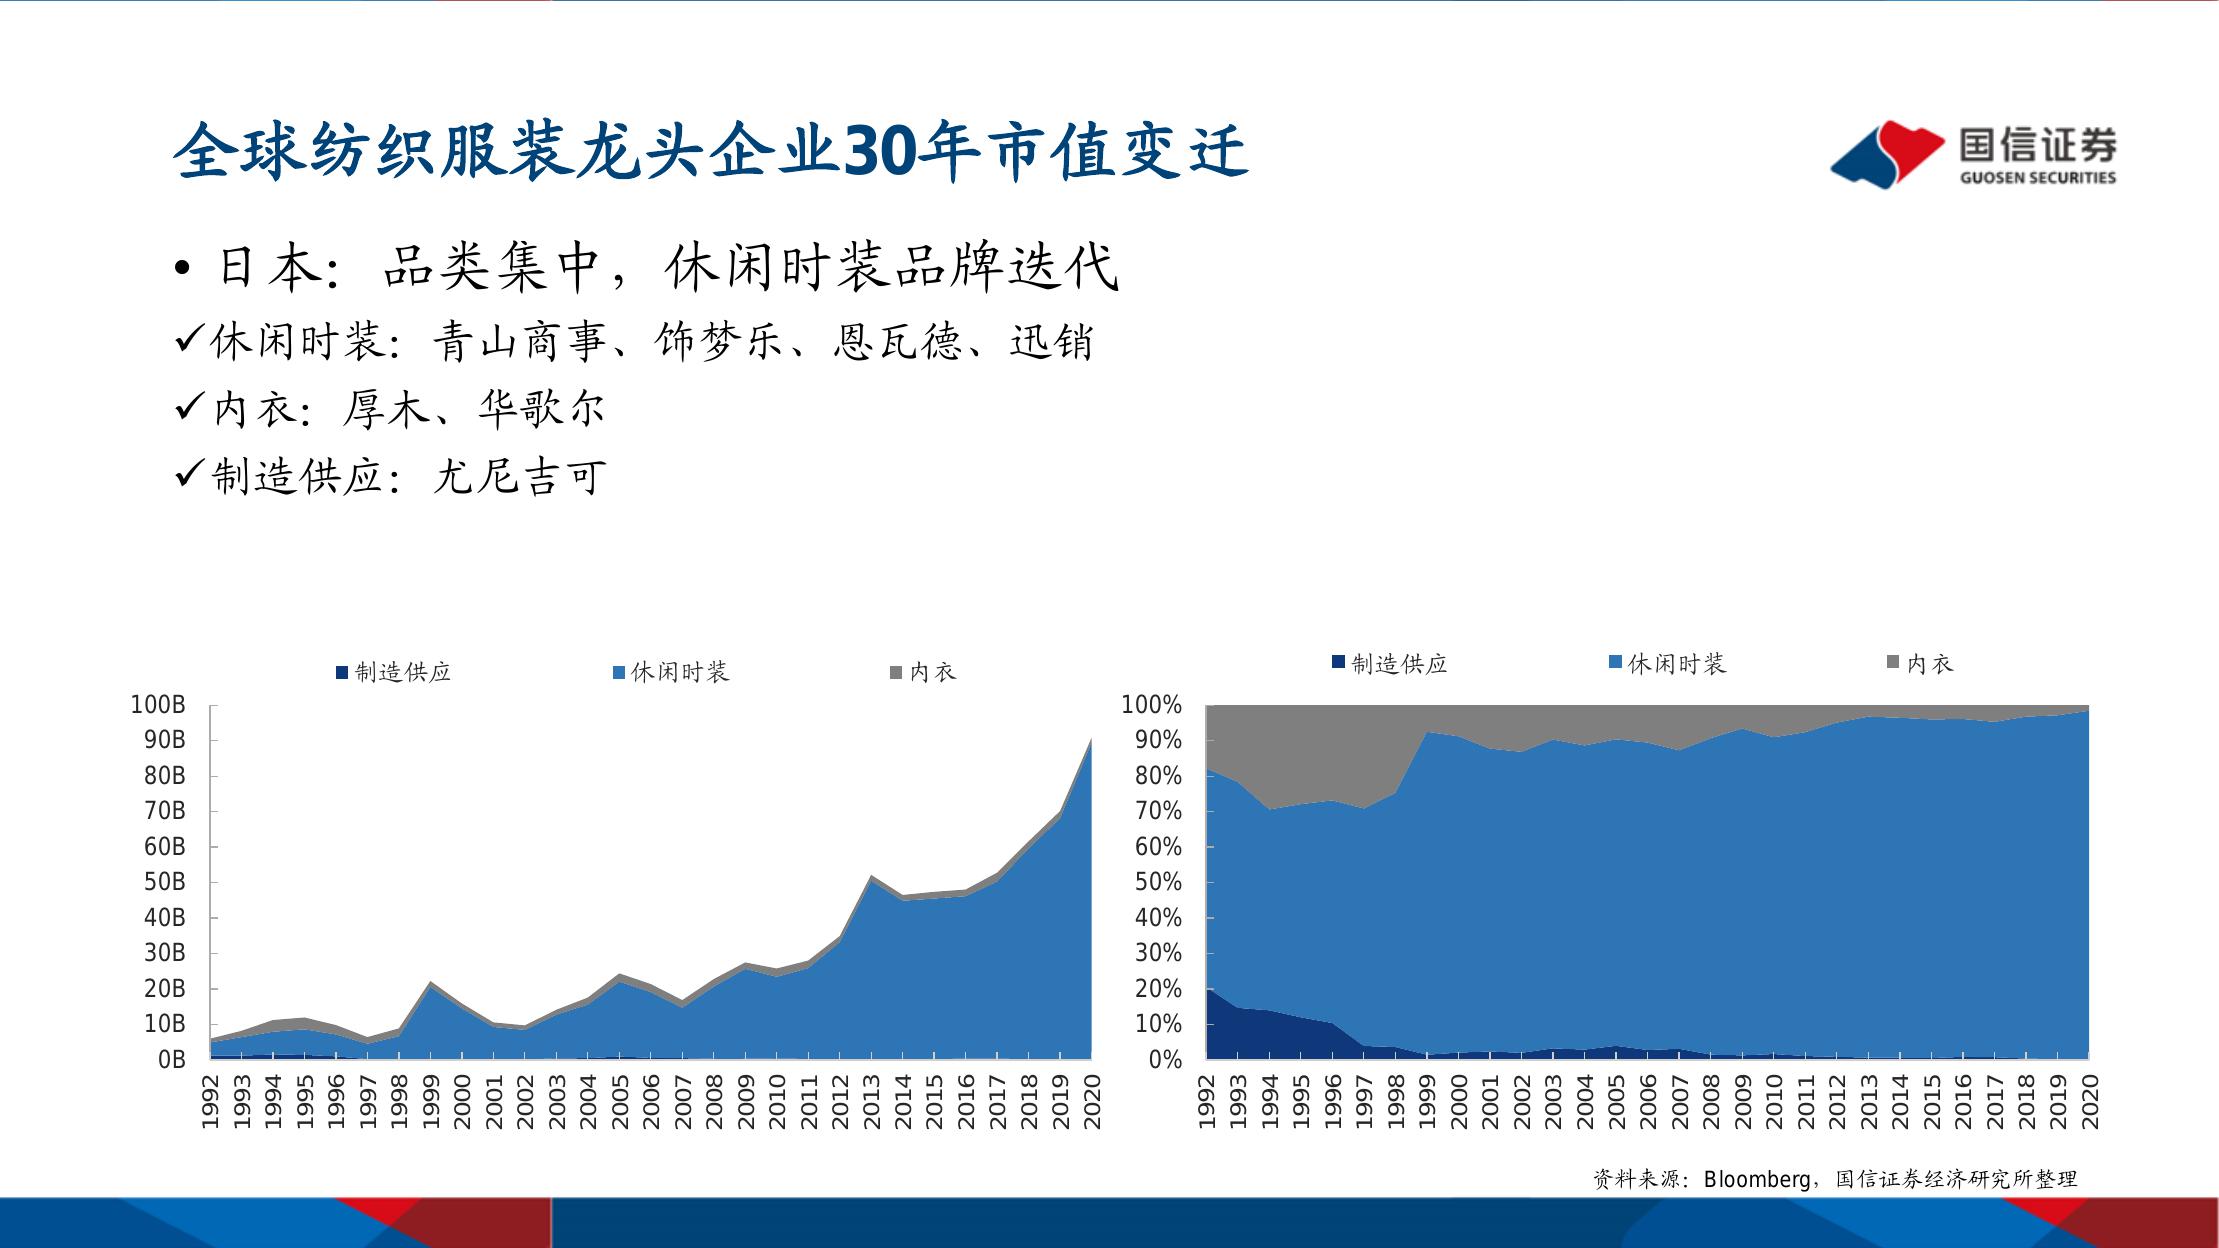 全球纺织服装龙头企业30年市值变迁
国信证券
GUOSEN SECURITIES
• 日本：品类集中，休闲时装品牌迭代
✓休闲时装：青山商事、饰梦乐、恩瓦德、迅销
✓内衣：厚木、华歌尔
✓制造供应：尤尼吉可
制造供应 休闲时装 内衣
100B
90B
80B
70B
60B
50B
40B
30B
20B
10B
0B
1992 1993 1994 1995 1996 1997 1998 1999 2000 2001 2002 2003 2004 2005 2006 2007 2008 2009 2010 2011 2012 2013 2014 2015 2016 2017 2018 2019 2020
制造供应 休闲时装 内衣
100%
90%
80%
70%
60%
50%
40%
30%
20%
10%
0%
1992 1993 1994 1995 1996 1997 1998 1999 2000 2001 2002 2003 2004 2005 2006 2007 2008 2009 2010 2011 2012 2013 2014 2015 2016 2017 2018 2019 2020
资料来源：Bloomberg，国信证券经济研究所整理